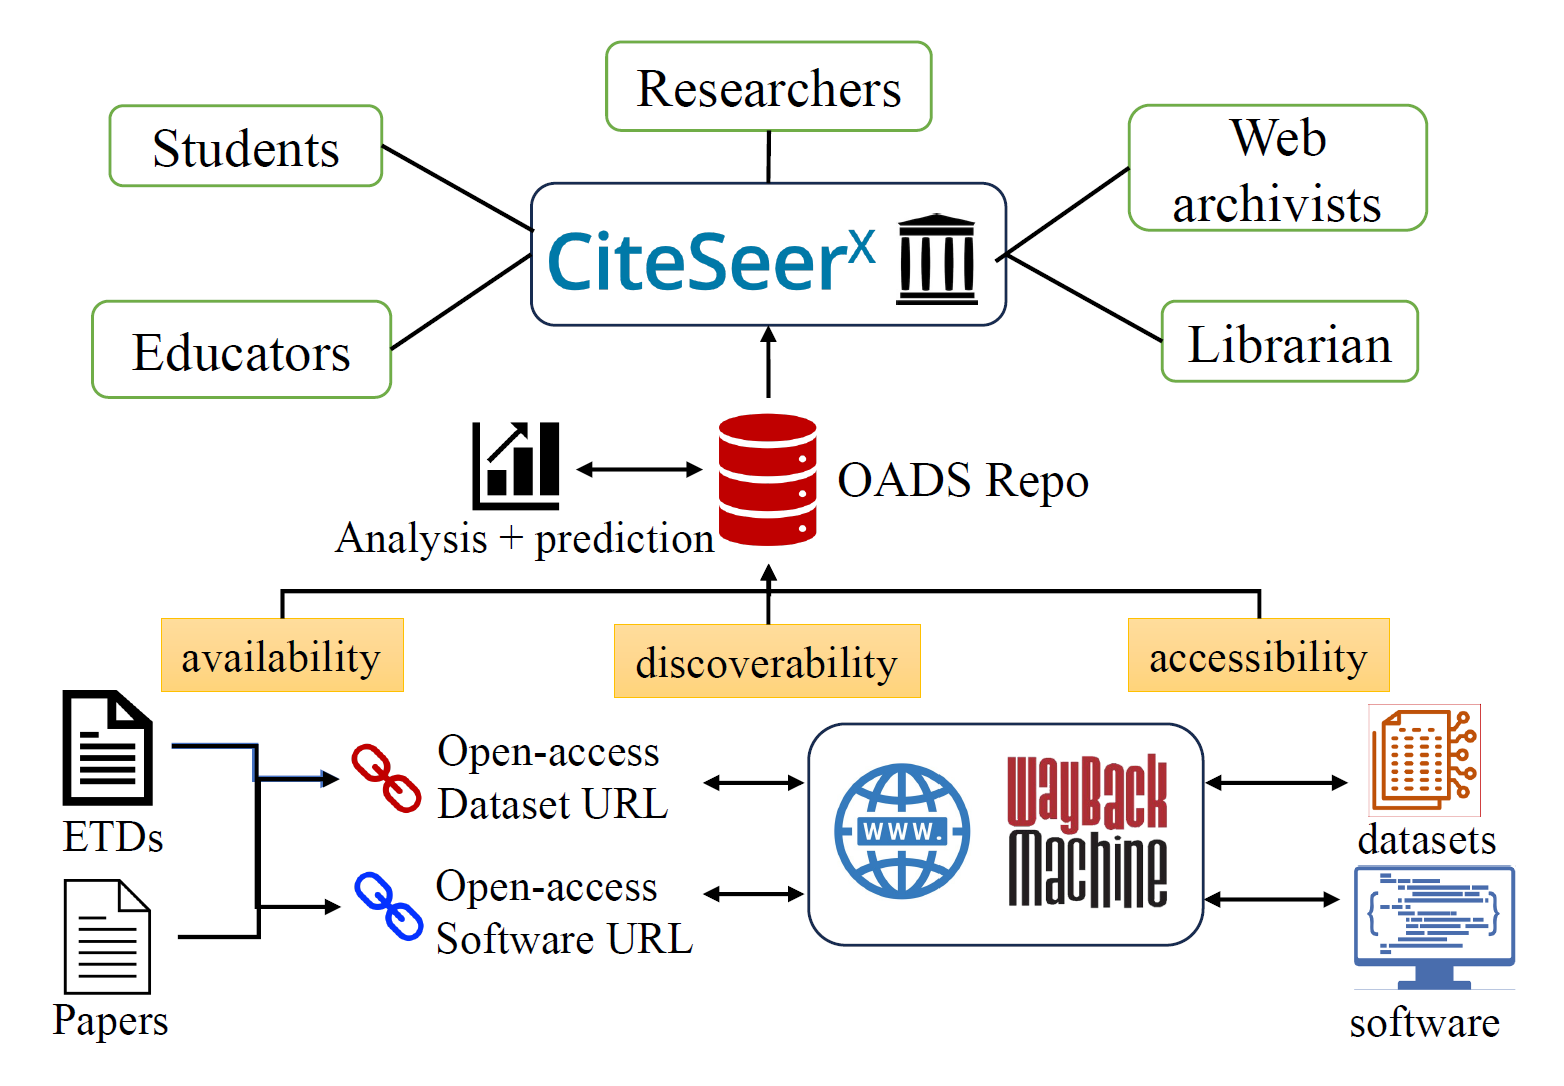 Researchers
Students
Web
archivists
CiteSeerX
Educators
Librarian
OADS Repo
Analysis + prediction
availability
discoverability
accessibility
ETDs
Open-access
Dataset URL
WWW.
WayBack
Machine
datasets
Papers
Open-access
Software URL
software